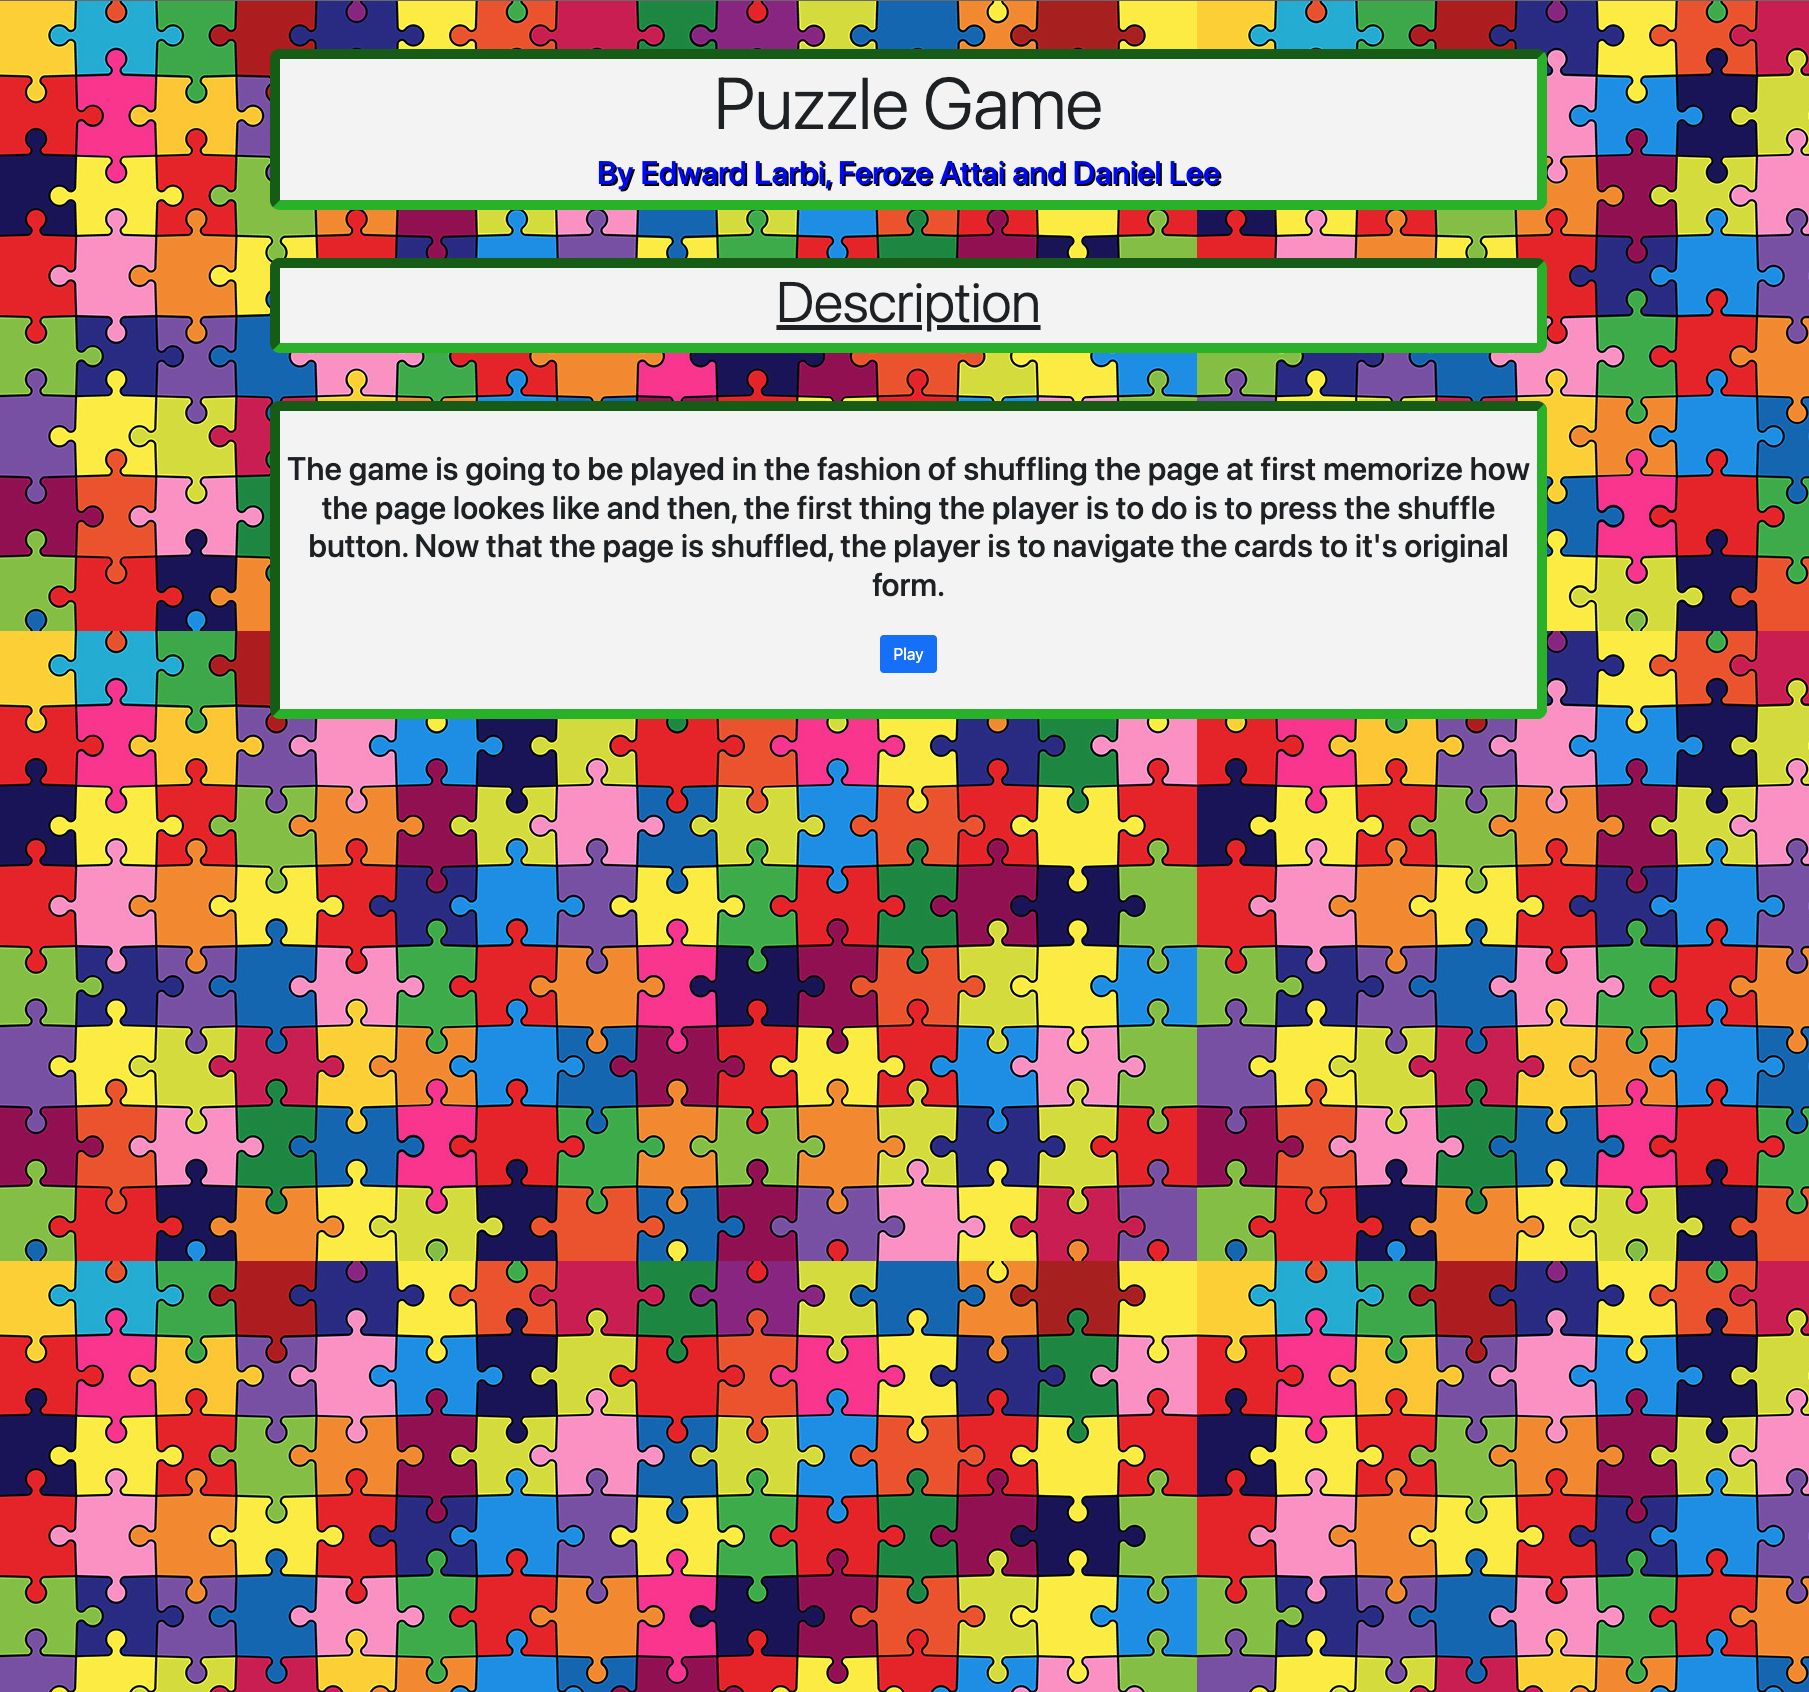 Puzzle Game
By Edward Larbi, Feroze Attai and Daniel Lee
Description
The game is going to be played in the fashion of shuffling the page at first memorize how
the page lookes like and then, the first thing the player is to do is to press the shuffle
button. Now that the page is shuffled, the player is to navigate the cards to it's original
form.
Play